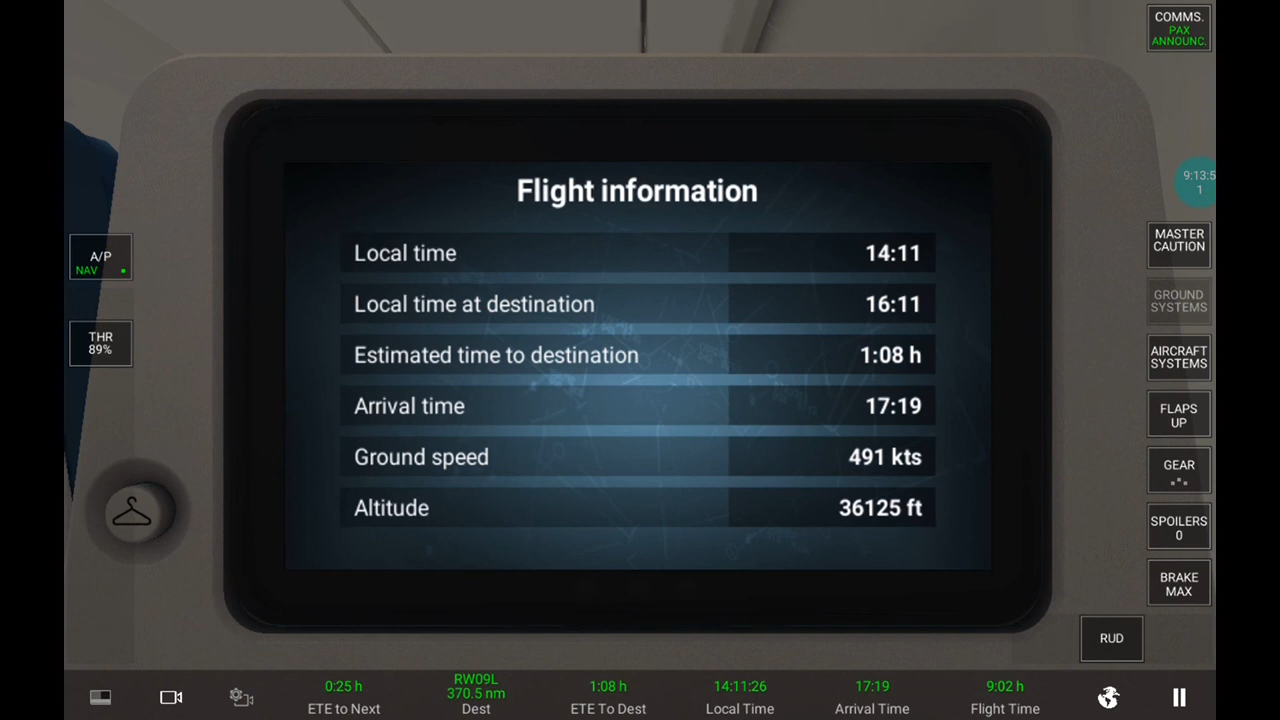 COMMS.
PAX
ANNOUNC.
Flight information
9:13:5
1
Local time 14:11
Local time at destination 16:11
Estimated time to destination 1:08 h
Arrival time 17:19
Ground speed 491 kts
Altitude 36125 ft
A/P
NAV
THR
89%
MASTER
CAUTION
GROUND
SYSTEMS
AIRCRAFT
SYSTEMS
FLAPS
UP
GEAR
SPOILERS
0
BRAKE
MAX
RUD
0:25 h
ETE to Next
RW09L
370.5 nm
Dest
1:08 h
ETE To Dest
14:11:26
Local Time
17:19
Arrival Time
9:02 h
Flight Time